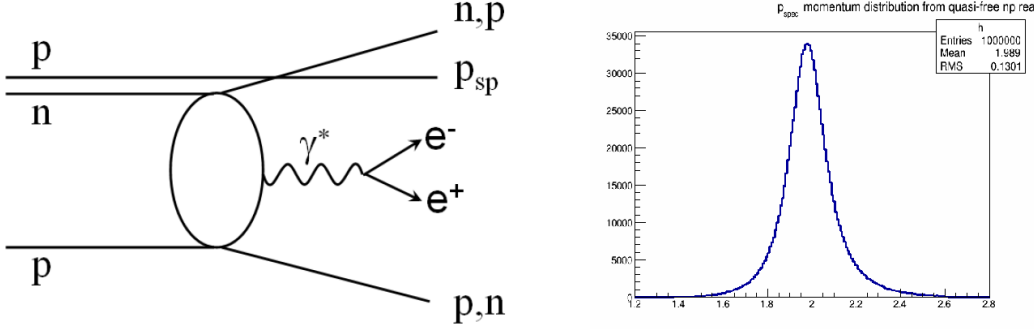 n,p
p
p_sp
n
γ*
e-
e+
p
p,n
p_spec momentum distribution from quasi-free np rea
h
Entries 1000000
Mean 1.989
RMS 0.1301
35000
30000
25000
20000
15000
10000
5000
0
1.2 1.4 1.6 1.8 2 2.2 2.4 2.6 2.8